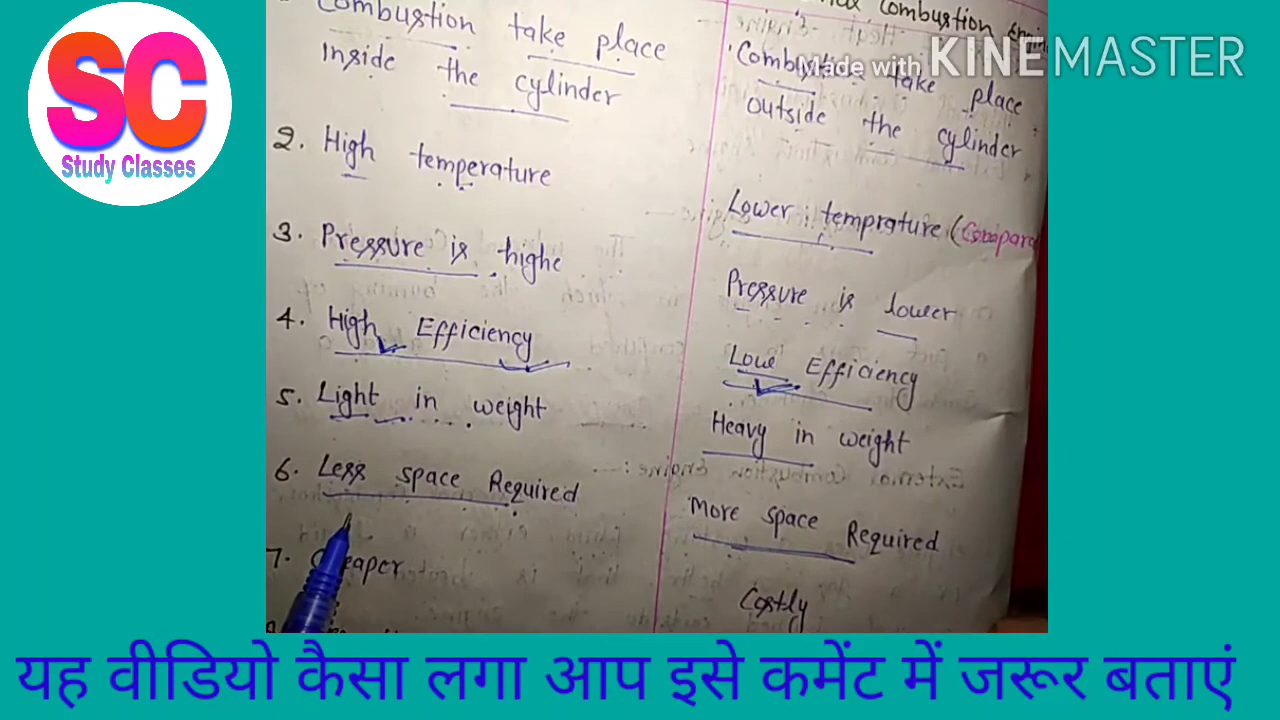 SC
Study Classes
Made with KINEMASTER
Combustion take place
inside the cylinder
2. High temperature
3. Pressure is highe
4. High Efficiency
5. Light in weight
6. Less space Required
7.
Combustion Engin
Combustion take place
outside the cylinder
Lower temprature (Compar
Pressure is lower
Low Efficiency
Heavy in weight
More space Required
Costly
यह वीडियो कैसा लगा आप इसे कमेंट में जरूर बताएं